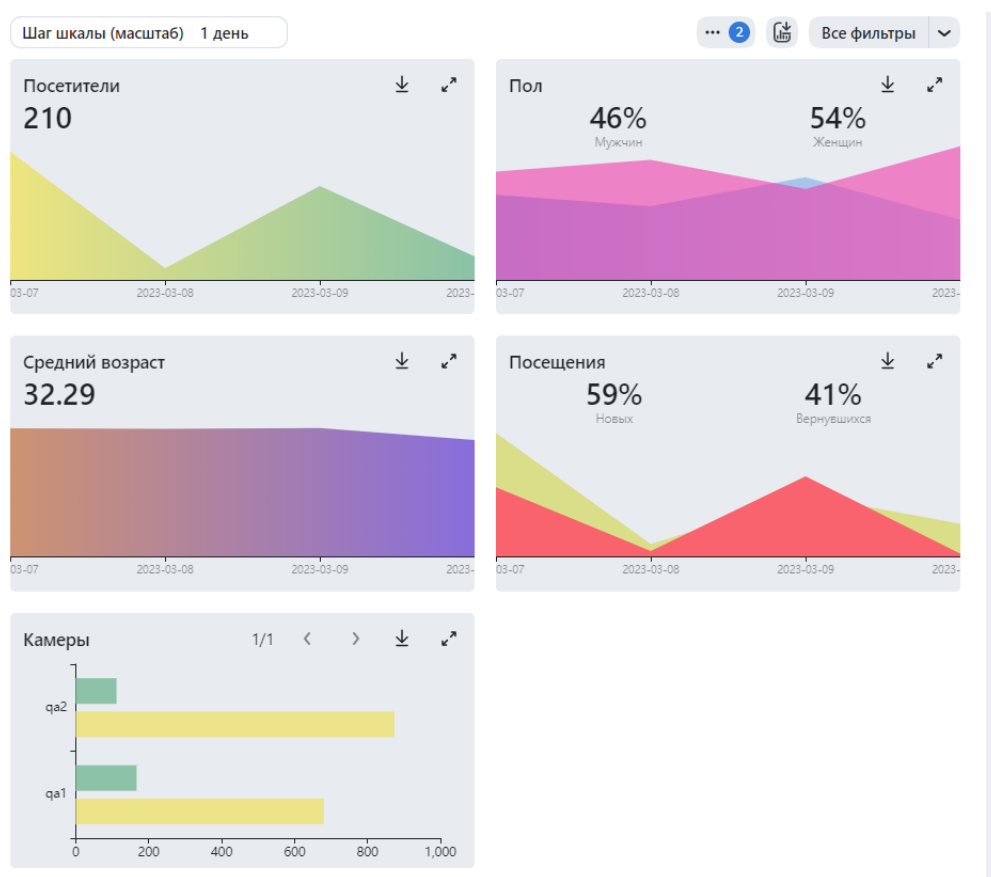 Шаг шкалы (масштаб) 1 день
... 2 Все фильтры
Посетители
210
03-07 2023-03-08 2023-03-09 2023-
Пол
46% 54%
Мужчин Женщин
03-07 2023-03-08 2023-03-09 2023-
Средний возраст
32.29
03-07 2023-03-08 2023-03-09 2023-
Посещения
59% 41%
Новых Вернувшихся
03-07 2023-03-08 2023-03-09 2023-
Камеры 1/1
qa2
qa1
0 200 400 600 800 1,000